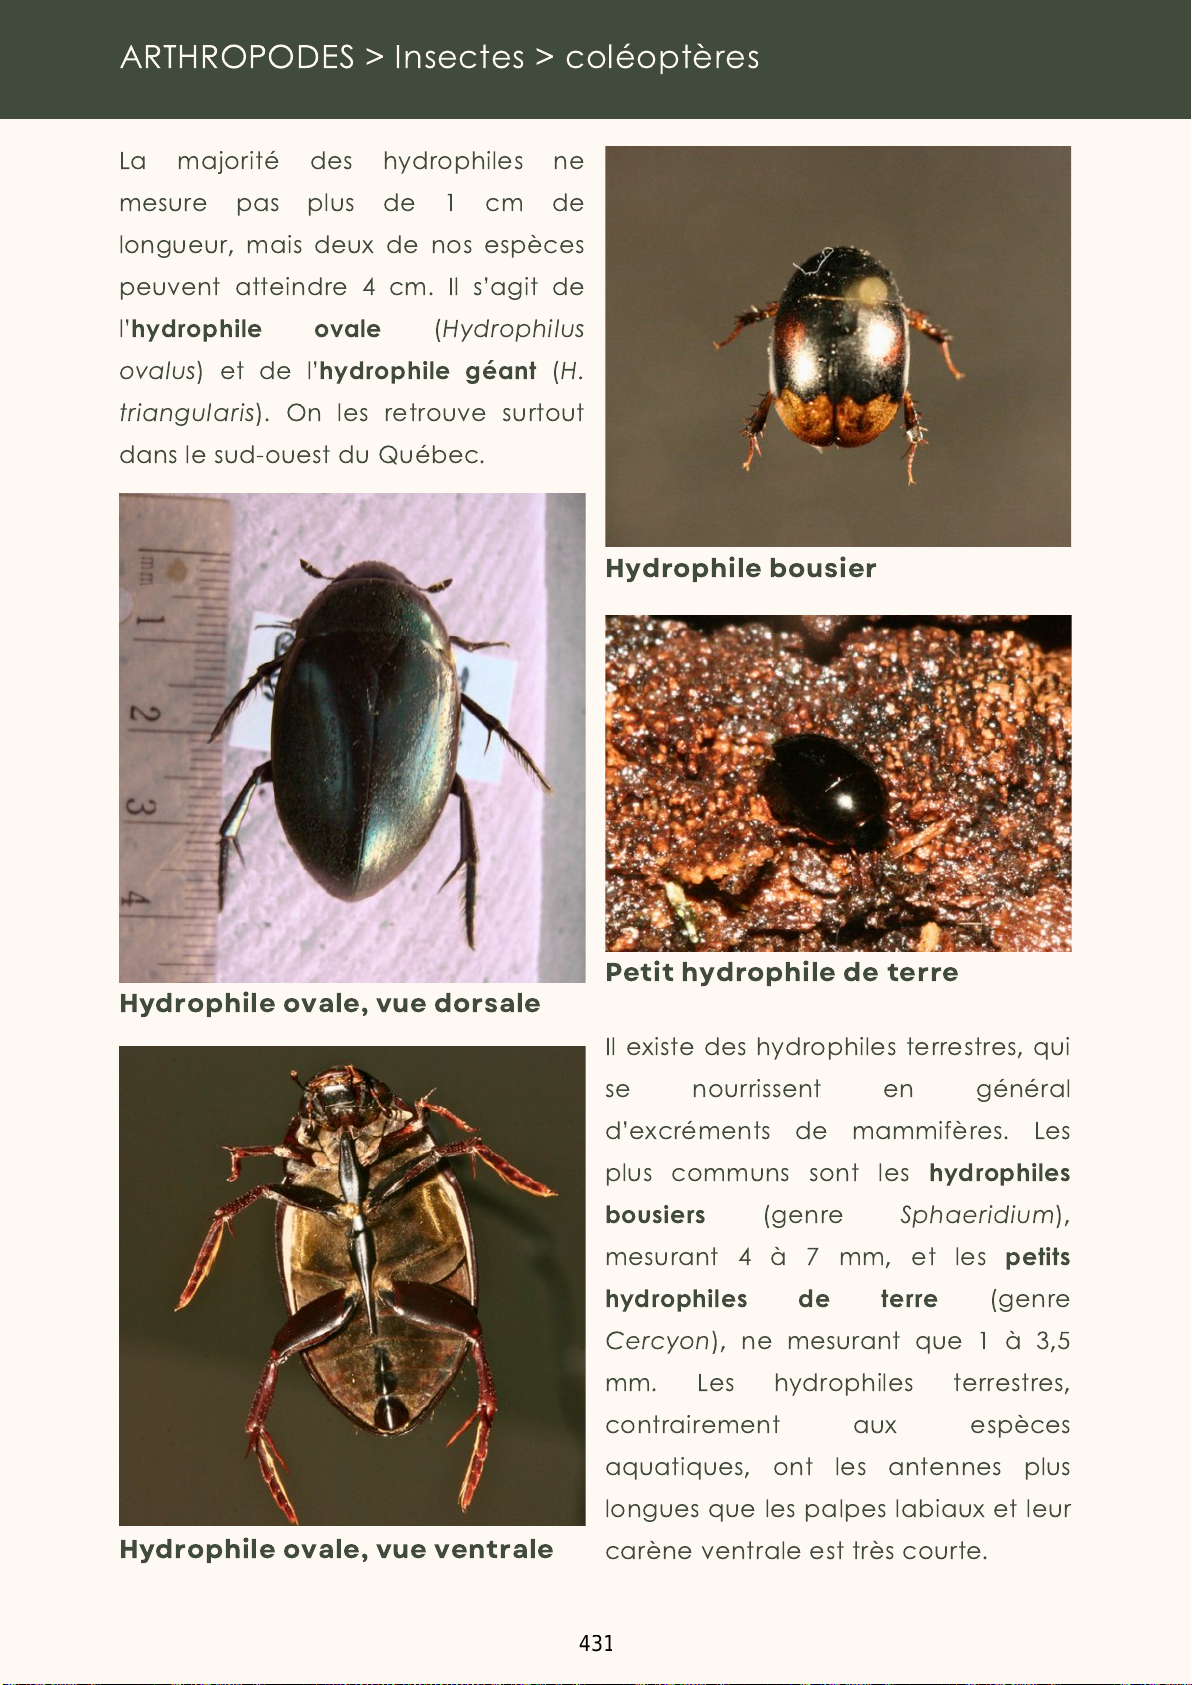 ARTHROPODES > Insectes > coléoptères
La majorité des hydrophiles ne
mesure pas plus de 1 cm de
longueur, mais deux de nos espèces
peuvent atteindre 4 cm. Il s'agit de
l'hydrophile ovale (Hydrophilus
ovalus) et de l'hydrophile géant (H.
triangularis). On les retrouve surtout
dans le sud-ouest du Québec.
mm
1
2
3
4
Hydrophile ovale, vue dorsale
Hydrophile ovale, vue ventrale
Hydrophile bousier
Petit hydrophile de terre
Il existe des hydrophiles terrestres, qui
se nourrissent en général
d'excréments de mammifères. Les
plus communs sont les hydrophiles
bousiers (genre Sphaeridium),
mesurant 4 à 7 mm, et les petits
hydrophiles de terre (genre
Cercyon), ne mesurant que 1 à 3,5
mm. Les hydrophiles terrestres,
contrairement aux espèces
aquatiques, ont les antennes plus
longues que les palpes labiaux et leur
carène ventrale est très courte.
431